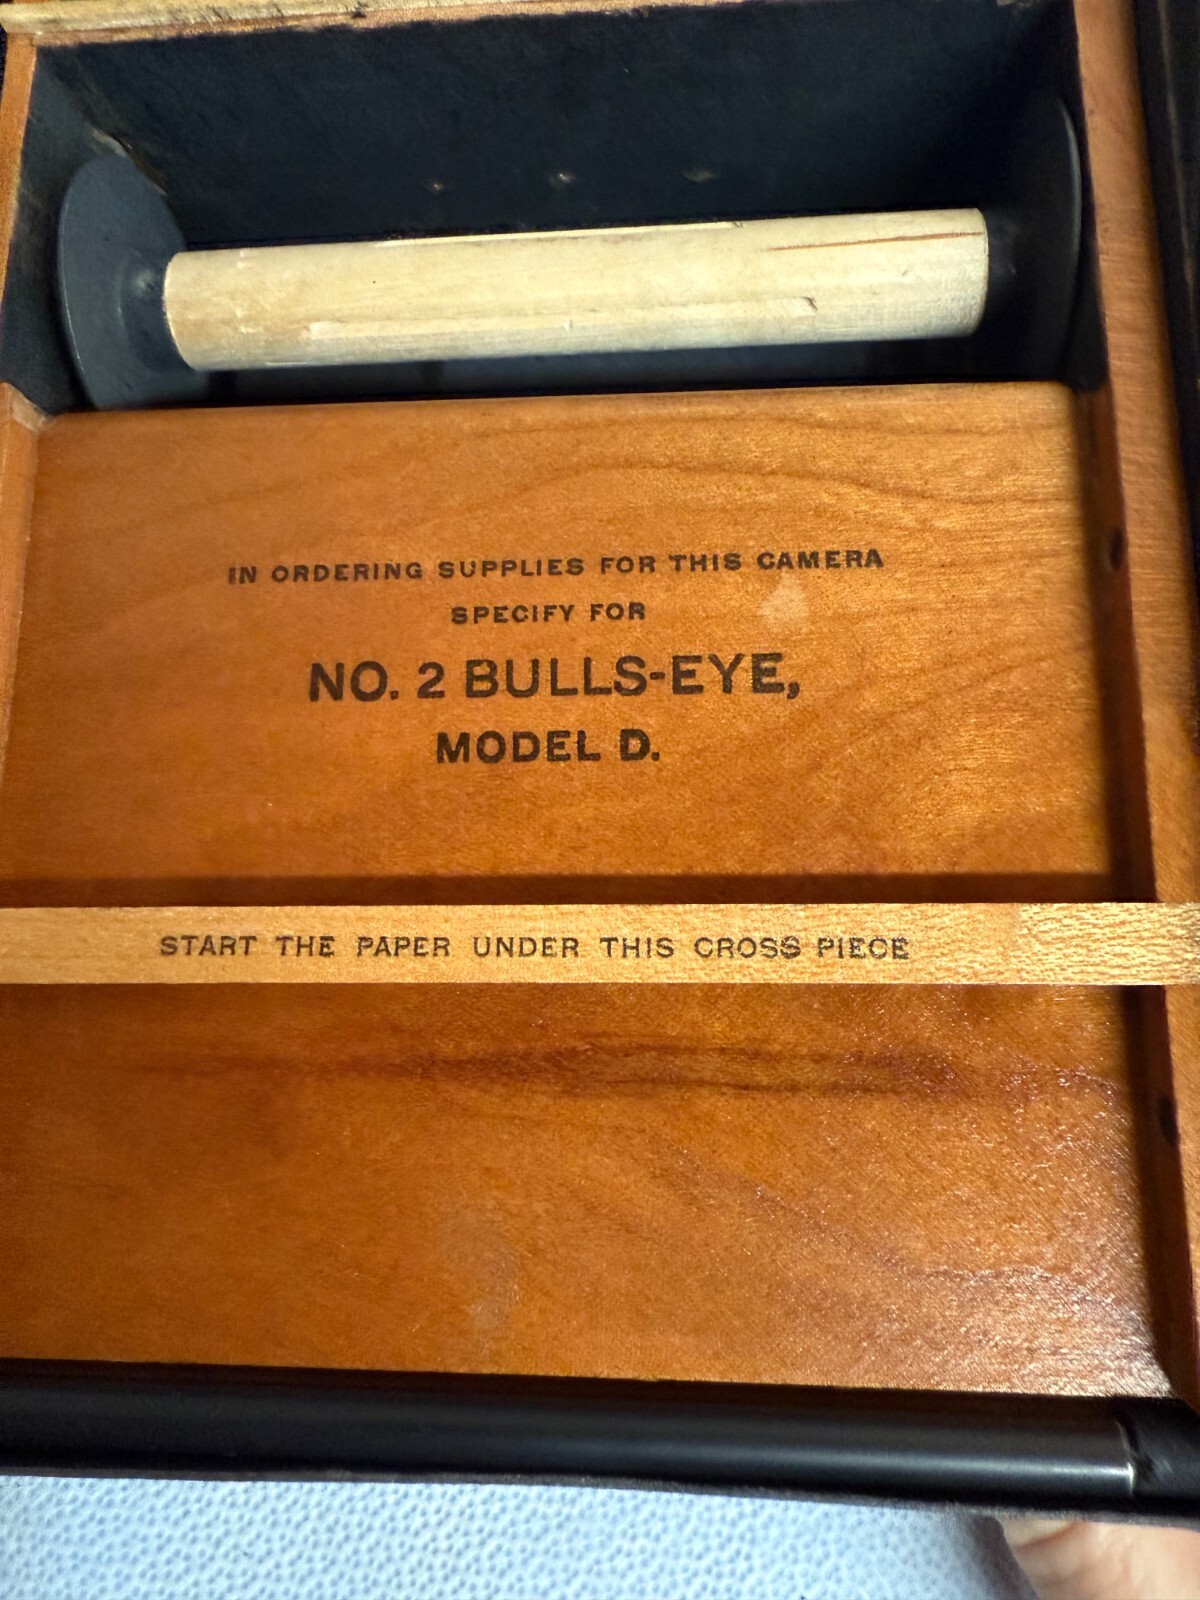 IN ORDERING SUPPLIES FOR THIS CAMERA
SPECIFY FOR
NO. 2 BULLS-EYE,
MODEL D.
START THE PAPER UNDER THIS CROSS PIECE